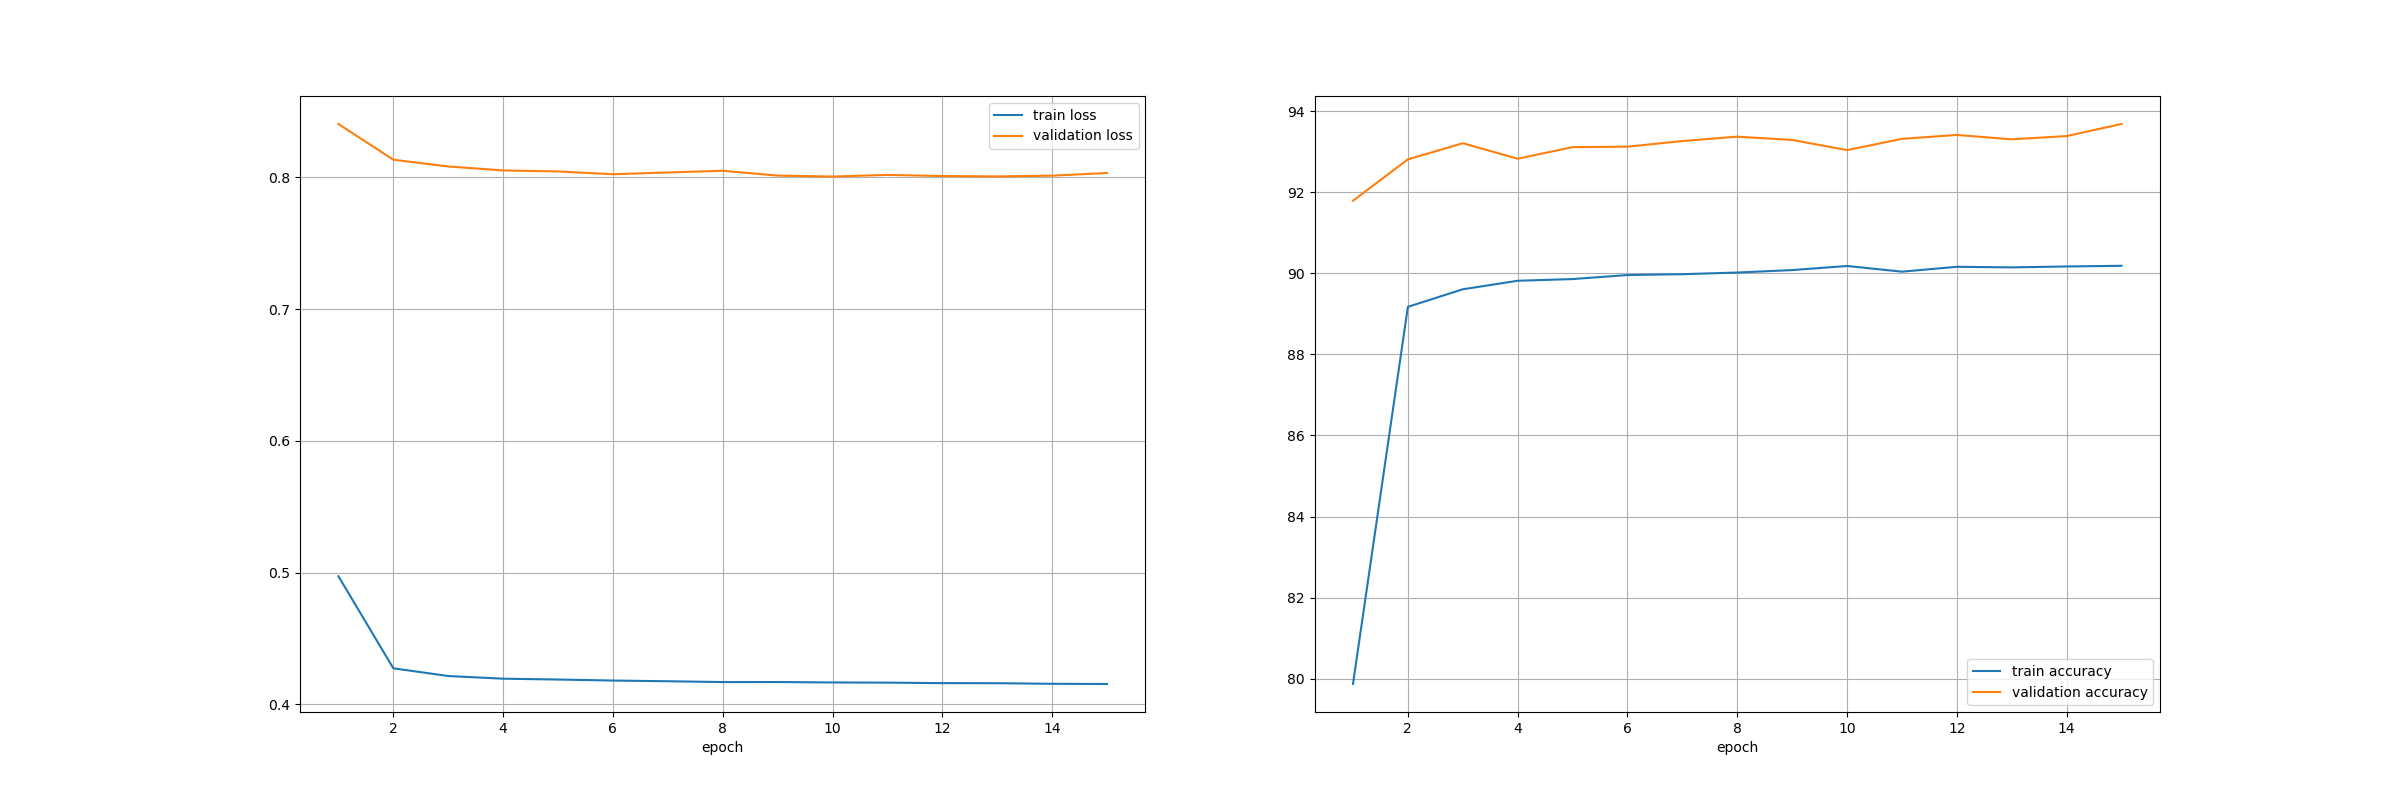 train loss
validation loss
0.8
0.7
0.6
0.5
0.4
2 4 6 8 10 12 14
epoch
94
92
90
88
86
84
82
80
train accuracy
validation accuracy
2 4 6 8 10 12 14
epoch